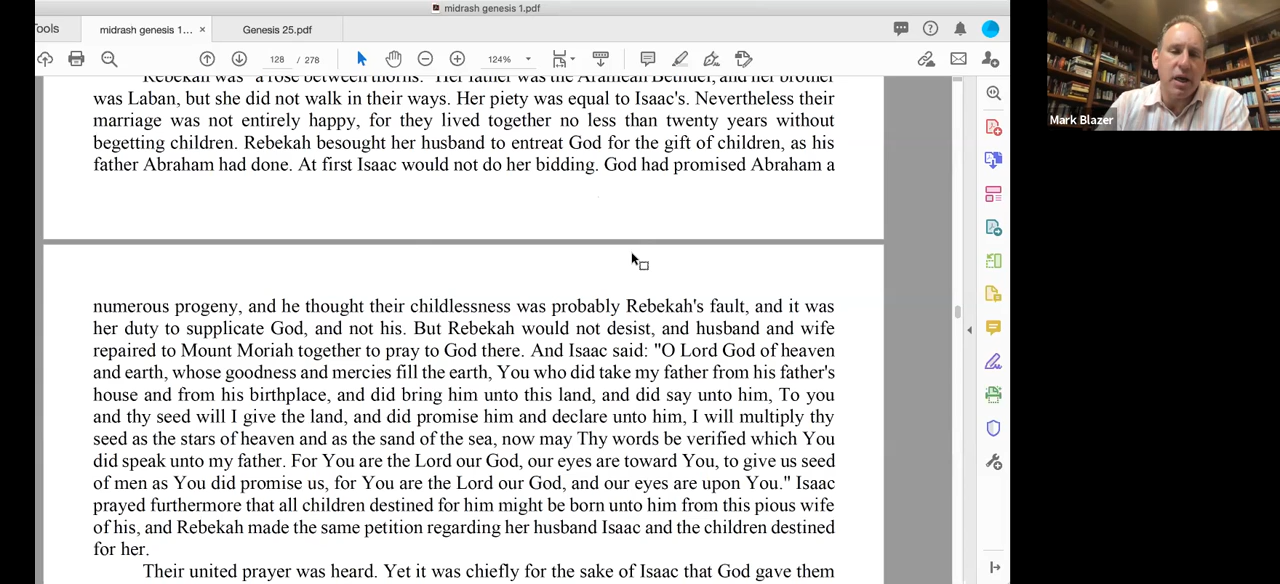 midrash genesis 1.pdf
Tools
midrash genesis 1... ×
Genesis 25.pdf
128 / 278
124%
Rebekah was "a rose between thorns." Her father was the Aramean Bethuel, and her brother
was Laban, but she did not walk in their ways. Her piety was equal to Isaac's. Nevertheless their
marriage was not entirely happy, for they lived together no less than twenty years without
begetting children. Rebekah besought her husband to entreat God for the gift of children, as his
father Abraham had done. At first Isaac would not do her bidding. God had promised Abraham a
numerous progeny, and he thought their childlessness was probably Rebekah's fault, and it was
her duty to supplicate God, and not his. But Rebekah would not desist, and husband and wife
repaired to Mount Moriah together to pray to God there. And Isaac said: "O Lord God of heaven
and earth, whose goodness and mercies fill the earth, You who did take my father from his father's
house and from his birthplace, and did bring him unto this land, and did say unto him, To you
and thy seed will I give the land, and did promise him and declare unto him, I will multiply thy
seed as the stars of heaven and as the sand of the sea, now may Thy words be verified which You
did speak unto my father. For You are the Lord our God, our eyes are toward You, to give us seed
of men as You did promise us, for You are the Lord our God, and our eyes are upon You." Isaac
prayed furthermore that all children destined for him might be born unto him from this pious wife
of his, and Rebekah made the same petition regarding her husband Isaac and the children destined
for her.
Their united prayer was heard. Yet it was chiefly for the sake of Isaac that God gave them
Mark Blazer